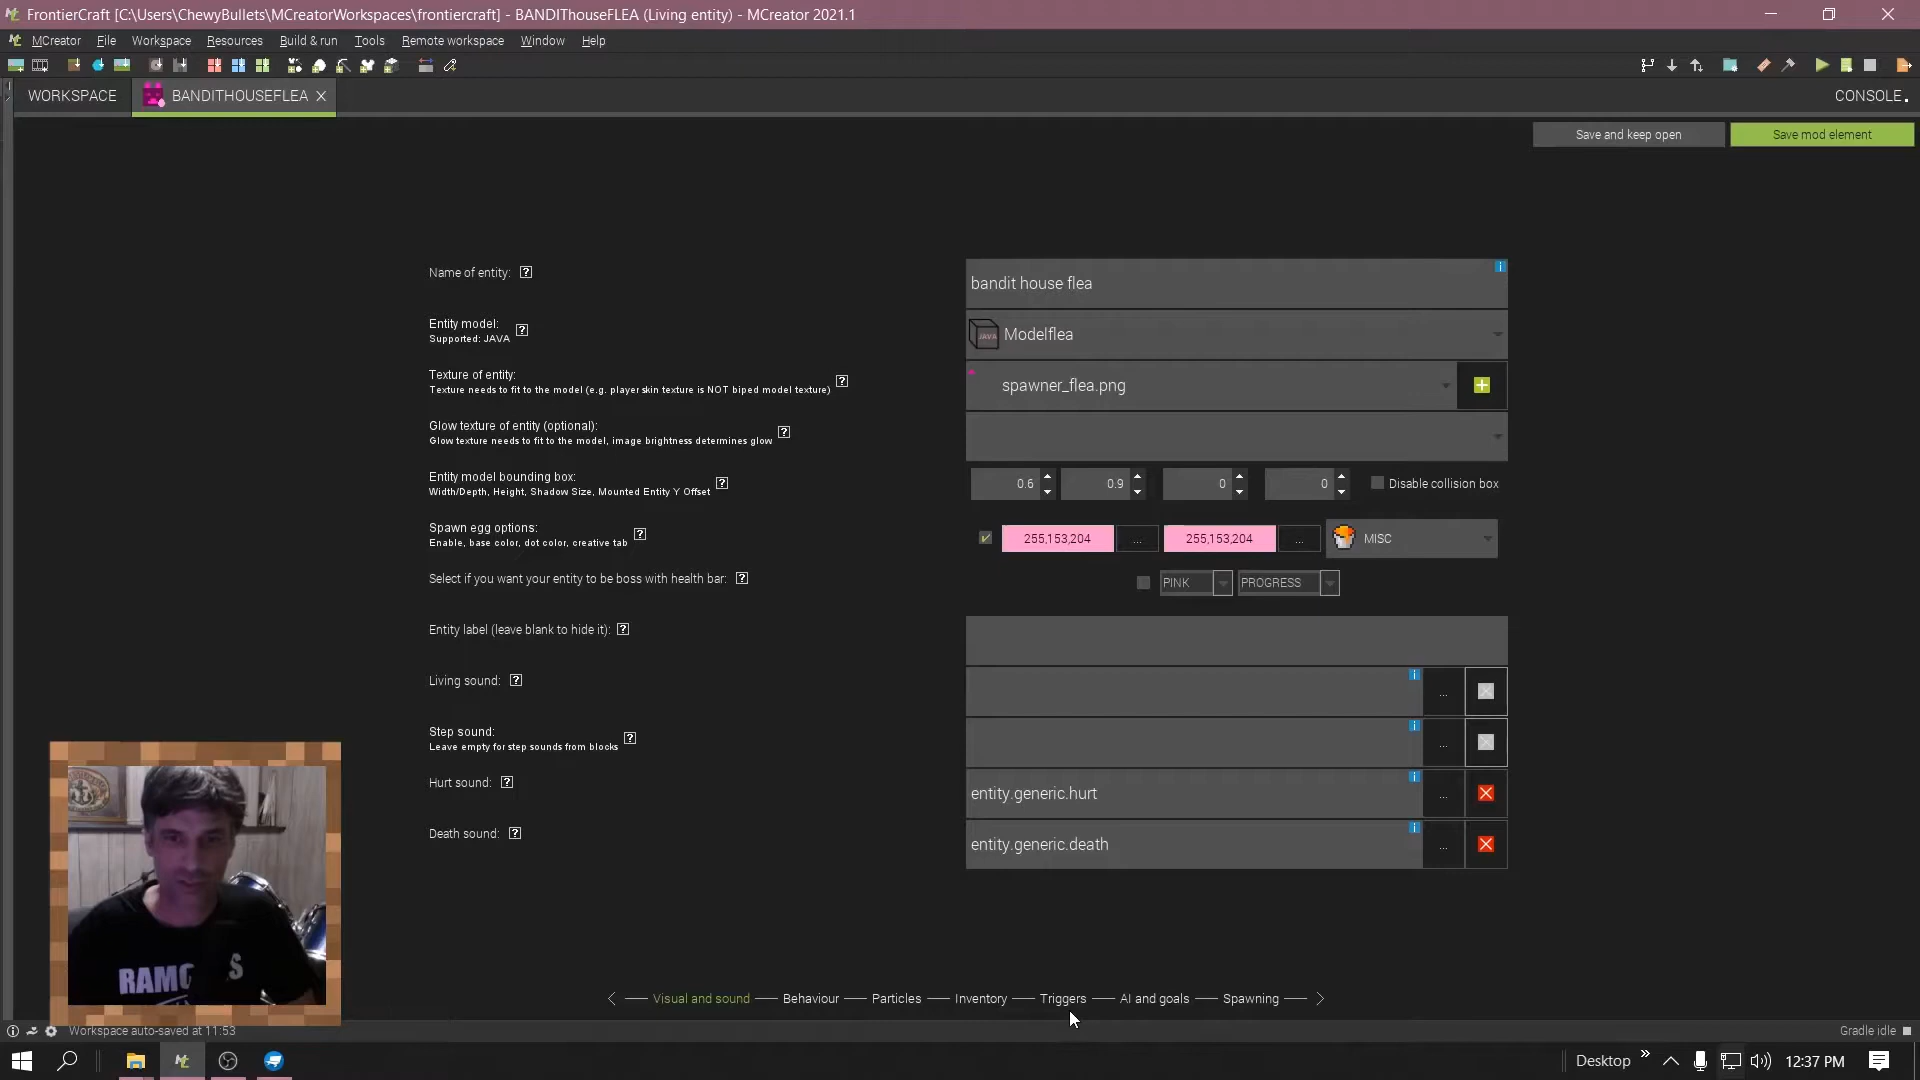 FrontierCraft [C:\Users\ChewyBullets\MCreatorWorkspaces\frontiercraft] - BANDIThouseFLEA (Living entity) - MCreator 2021.1
MCreator File Workspace Resources Build & run Tools Remote workspace Window Help
WORKSPACE BANDITHOUSEFLEA CONSOLE
Save and keep open Save mod element
Name of entity: bandit house flea
Entity model: Modelflea
Supported: JAVA
Texture of entity: spawner_flea.png
Texture needs to fit to the model (e.g. player skin texture is NOT biped model texture)
Glow texture of entity (optional):
Glow texture needs to fit to the model, image brightness determines glow
Entity model bounding box: 0.6 0.9 0 0 Disable collision box
Width/Depth, Height, Shadow Size, Mounted Entity Y Offset
Spawn egg options: 255,153,204 ... 255,153,204 ... MISC
Enable, base color, dot color, creative tab
Select if you want your entity to be boss with health bar: PINK PROGRESS
Entity label (leave blank to hide it):
Living sound: ...
Step sound: ...
Leave empty for step sounds from blocks
Hurt sound: entity.generic.hurt ...
Death sound: entity.generic.death ...
Visual and sound Behaviour Particles Inventory Triggers AI and goals Spawning
Workspace auto-saved at 11:53 Gradle idle
Desktop 12:37 PM